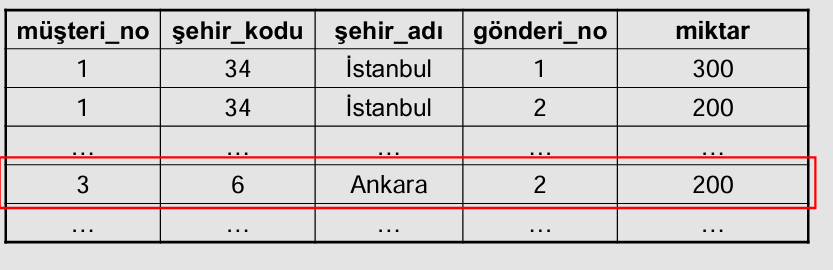 müşteri_no şehir_kodu şehir_adı gönderi_no miktar
1 34 İstanbul 1 300
1 34 İstanbul 2 200
... ... ... ... ...
3 6 Ankara 2 200
... ... ... ... ...